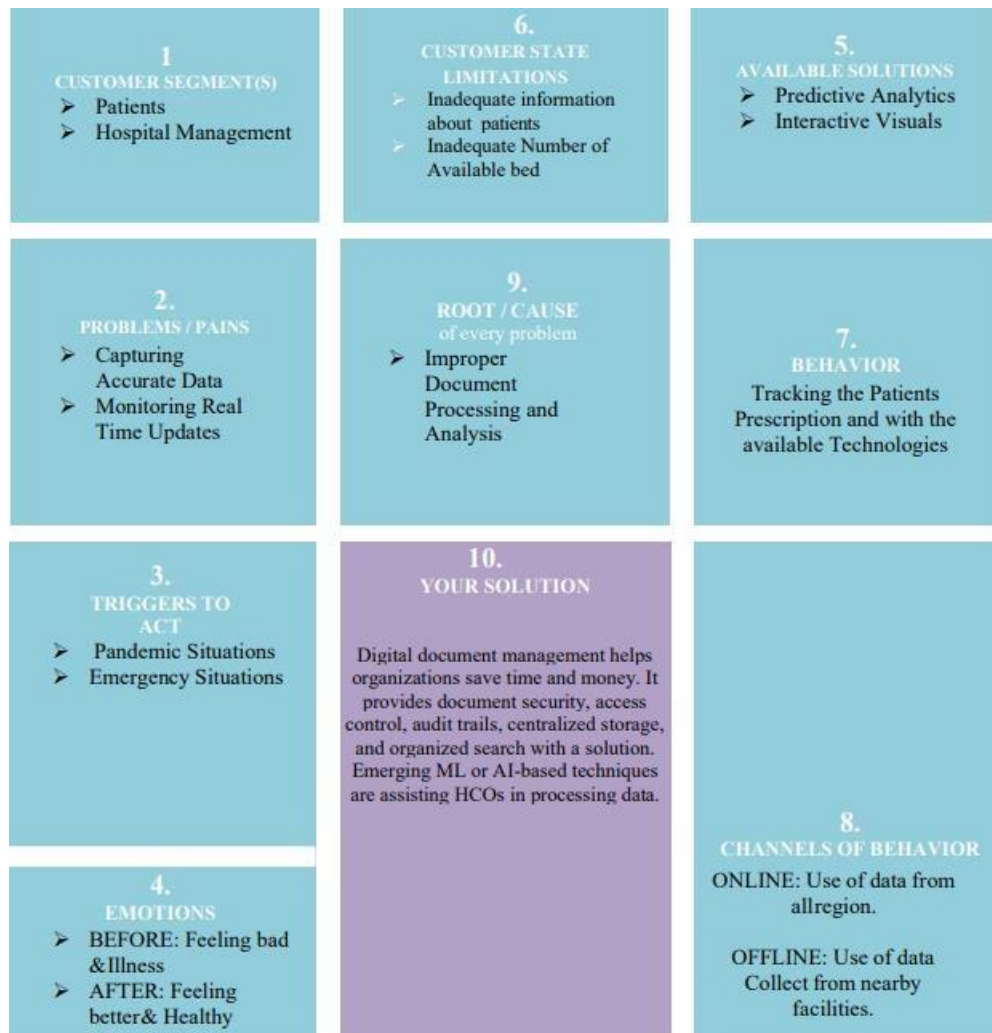 1
CUSTOMER SEGMENT(S)
➢ Patients
➢ Hospital Management
6.
CUSTOMER STATE
LIMITATIONS
➢ Inadequate information
about patients
➢ Inadequate Number of
Available bed
5.
AVAILABLE SOLUTIONS
➢ Predictive Analytics
➢ Interactive Visuals
2.
PROBLEMS / PAINS
➢ Capturing
Accurate Data
➢ Monitoring Real
Time Updates
9.
ROOT / CAUSE
of every problem
➢ Improper
Document
Processing and
Analysis
7.
BEHAVIOR
Tracking the Patients
Prescription and with the
available Technologies
3.
TRIGGERS TO
ACT
➢ Pandemic Situations
➢ Emergency Situations
10.
YOUR SOLUTION
Digital document management helps
organizations save time and money. It
provides document security, access
control, audit trails, centralized storage,
and organized search with a solution.
Emerging ML or AI-based techniques
are assisting HCOs in processing data.
4.
EMOTIONS
➢ BEFORE: Feeling bad
&Illness
➢ AFTER: Feeling
better& Healthy
8.
CHANNELS OF BEHAVIOR
ONLINE: Use of data from
allregion.
OFFLINE: Use of data
Collect from nearby
facilities.